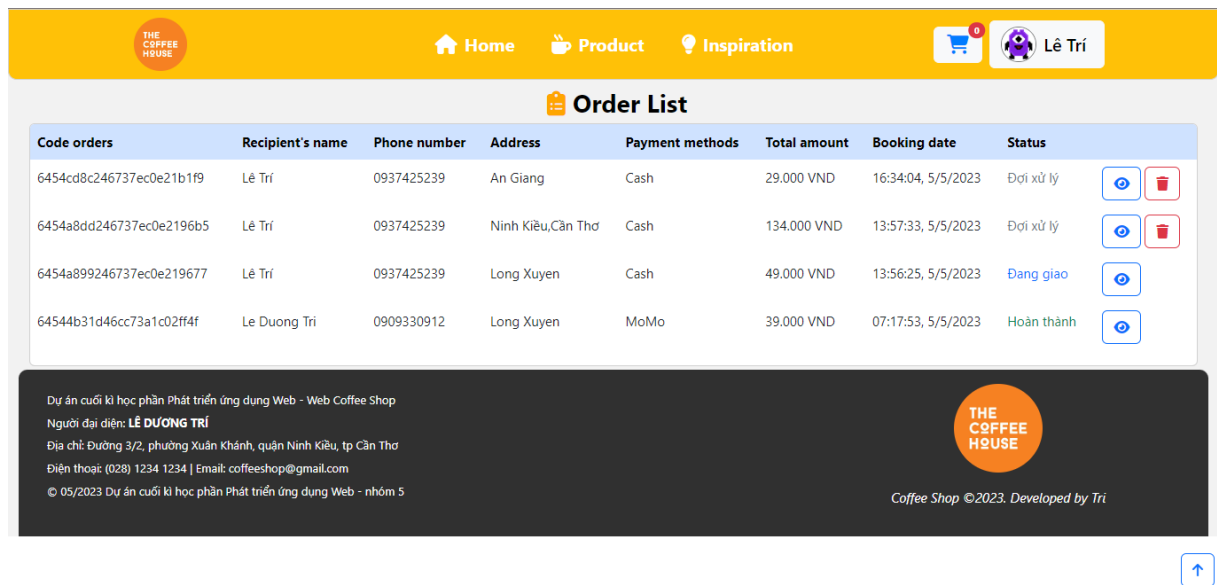 THE
COFFEE
HOUSE
Home Product Inspiration
0
Lê Trí
Order List
Code orders Recipient's name Phone number Address Payment methods Total amount Booking date Status
6454cd8c246737ec0e21b1f9 Lê Trí 0937425239 An Giang Cash 29.000 VND 16:34:04, 5/5/2023 Đợi xử lý
6454a8dd246737ec0e2196b5 Lê Trí 0937425239 Ninh Kiều,Cần Thơ Cash 134.000 VND 13:57:33, 5/5/2023 Đợi xử lý
6454a899246737ec0e219677 Lê Trí 0937425239 Long Xuyen Cash 49.000 VND 13:56:25, 5/5/2023 Đang giao
64544b31d46cc73a1c02ff4f Le Duong Tri 0909330912 Long Xuyen MoMo 39.000 VND 07:17:53, 5/5/2023 Hoàn thành
Dự án cuối kì học phần Phát triển ứng dụng Web - Web Coffee Shop
Người đại diện: LÊ DƯƠNG TRÍ
Địa chỉ: Đường 3/2, phường Xuân Khánh, quận Ninh Kiều, tp Cần Thơ
Điện thoại: (028) 1234 1234 | Email: coffeeshop@gmail.com
© 05/2023 Dự án cuối kì học phần Phát triển ứng dụng Web - nhóm 5
THE
COFFEE
HOUSE
Coffee Shop ©2023. Developed by Trí